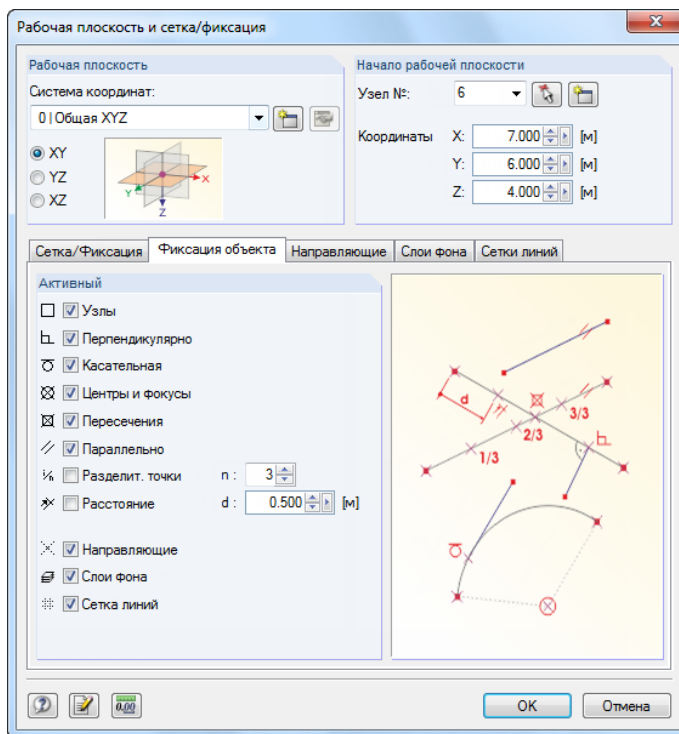 Рабочая плоскость и сетка/фиксация
Рабочая плоскость
Система координат:
0 | Общая XYZ
XY
YZ
XZ
X
Y
Z
Начало рабочей плоскости
Узел №: 6
Координаты X: 7.000 [м]
Y: 6.000 [м]
Z: 4.000 [м]
Сетка/Фиксация Фиксация объекта Направляющие Слои фона Сетки линий
Активный
Узлы
Перпендикулярно
Касательная
Центры и фокусы
Пересечения
Параллельно
1/n Разделит. точки n : 3
Расстояние d : 0.500 [м]
Направляющие
Слои фона
Сетка линий
d
3/3
2/3
1/3
0.00
OK Отмена